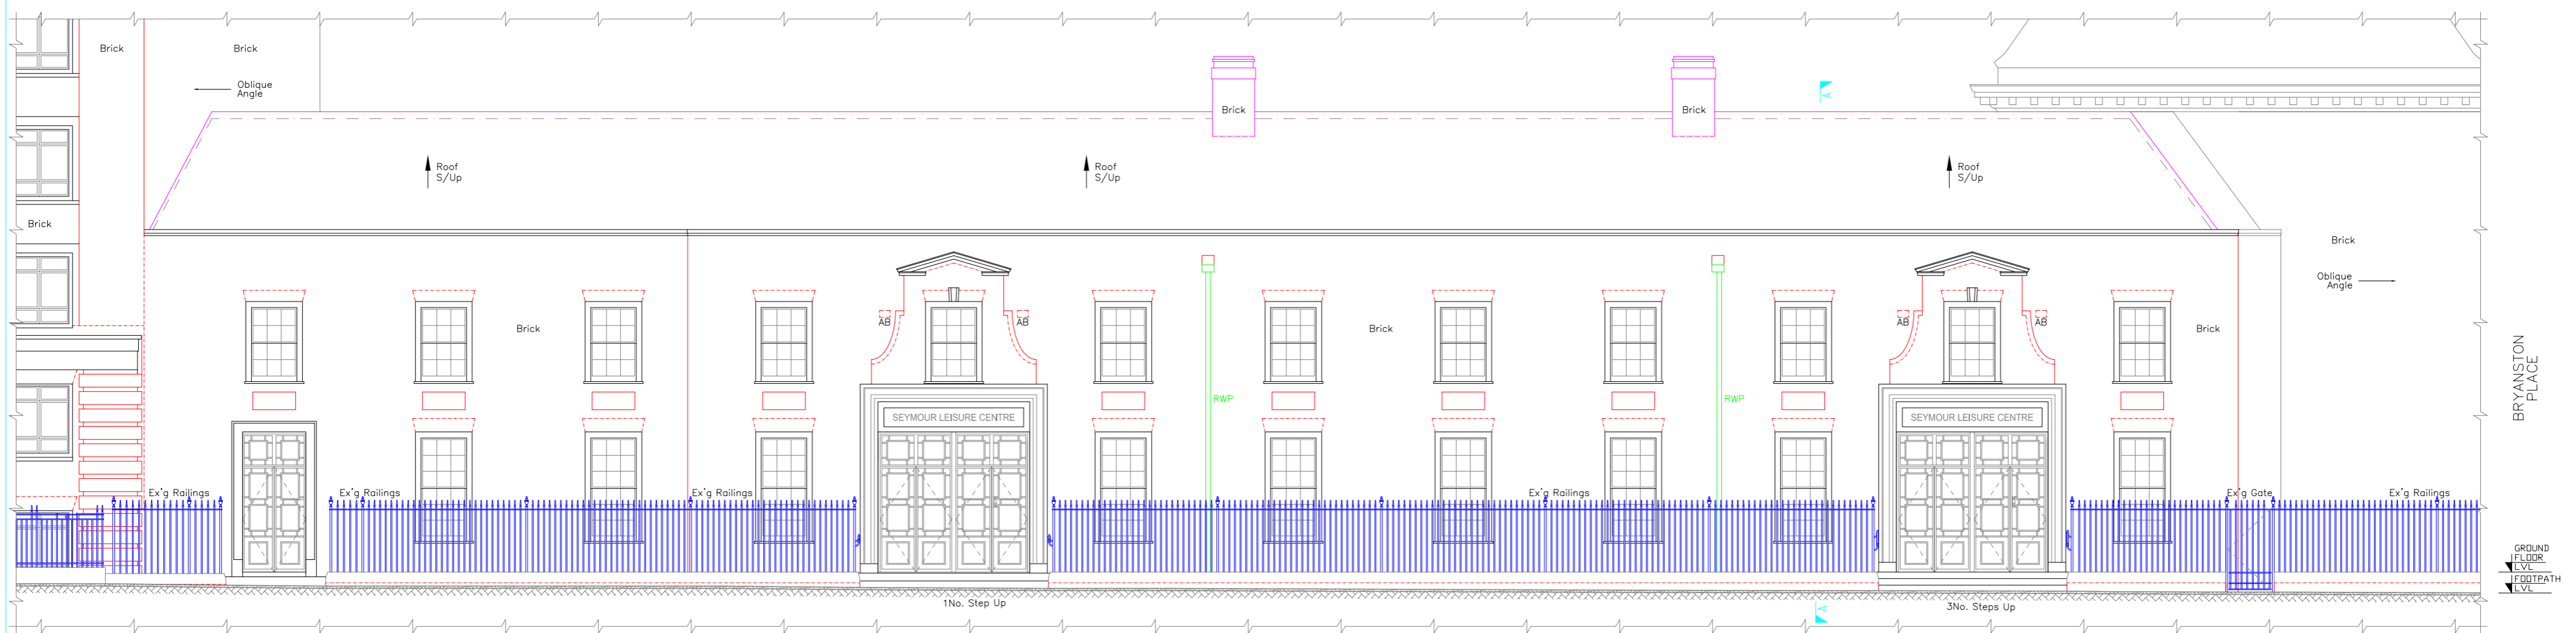 Brick
Brick
Oblique
Angle
Brick
Brick
A
Roof
S/Up
Roof
S/Up
Roof
S/Up
Brick
Brick
Oblique
Angle
AB
AB
AB
AB
Brick
Brick
Brick
RWP
RWP
SEYMOUR LEISURE CENTRE
SEYMOUR LEISURE CENTRE
BRYANSTON
PLACE
Ex'g Railings
Ex'g Railings
Ex'g Railings
Ex'g Railings
Ex'g Gate
Ex'g Railings
GROUND
FLOOR
LVL
FOOTPATH
LVL
1No. Step Up
3No. Steps Up
A